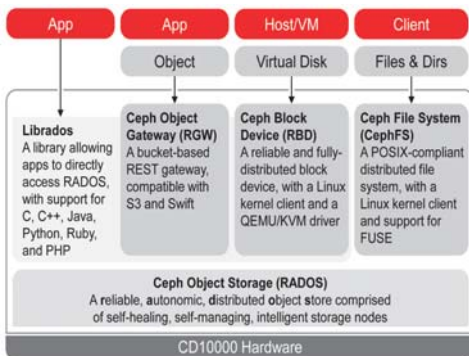 App
App
Host/VM
Client
Object
Virtual Disk
Files & Dirs
Librados
A library allowing
apps to directly
access RADOS,
with support for
C, C++, Java,
Python, Ruby,
and PHP
Ceph Object
Gateway (RGW)
A bucket-based
REST gateway,
compatible with
S3 and Swift
Ceph Block
Device (RBD)
A reliable and fully-
distributed block
device, with a Linux
kernel client and a
QEMU/KVM driver
Ceph File System
(CephFS)
A POSIX-compliant
distributed file
system, with a
Linux kernel client
and support for
FUSE
Ceph Object Storage (RADOS)
A reliable, autonomic, distributed object store comprised
of self-healing, self-managing, intelligent storage nodes
CD10000 Hardware